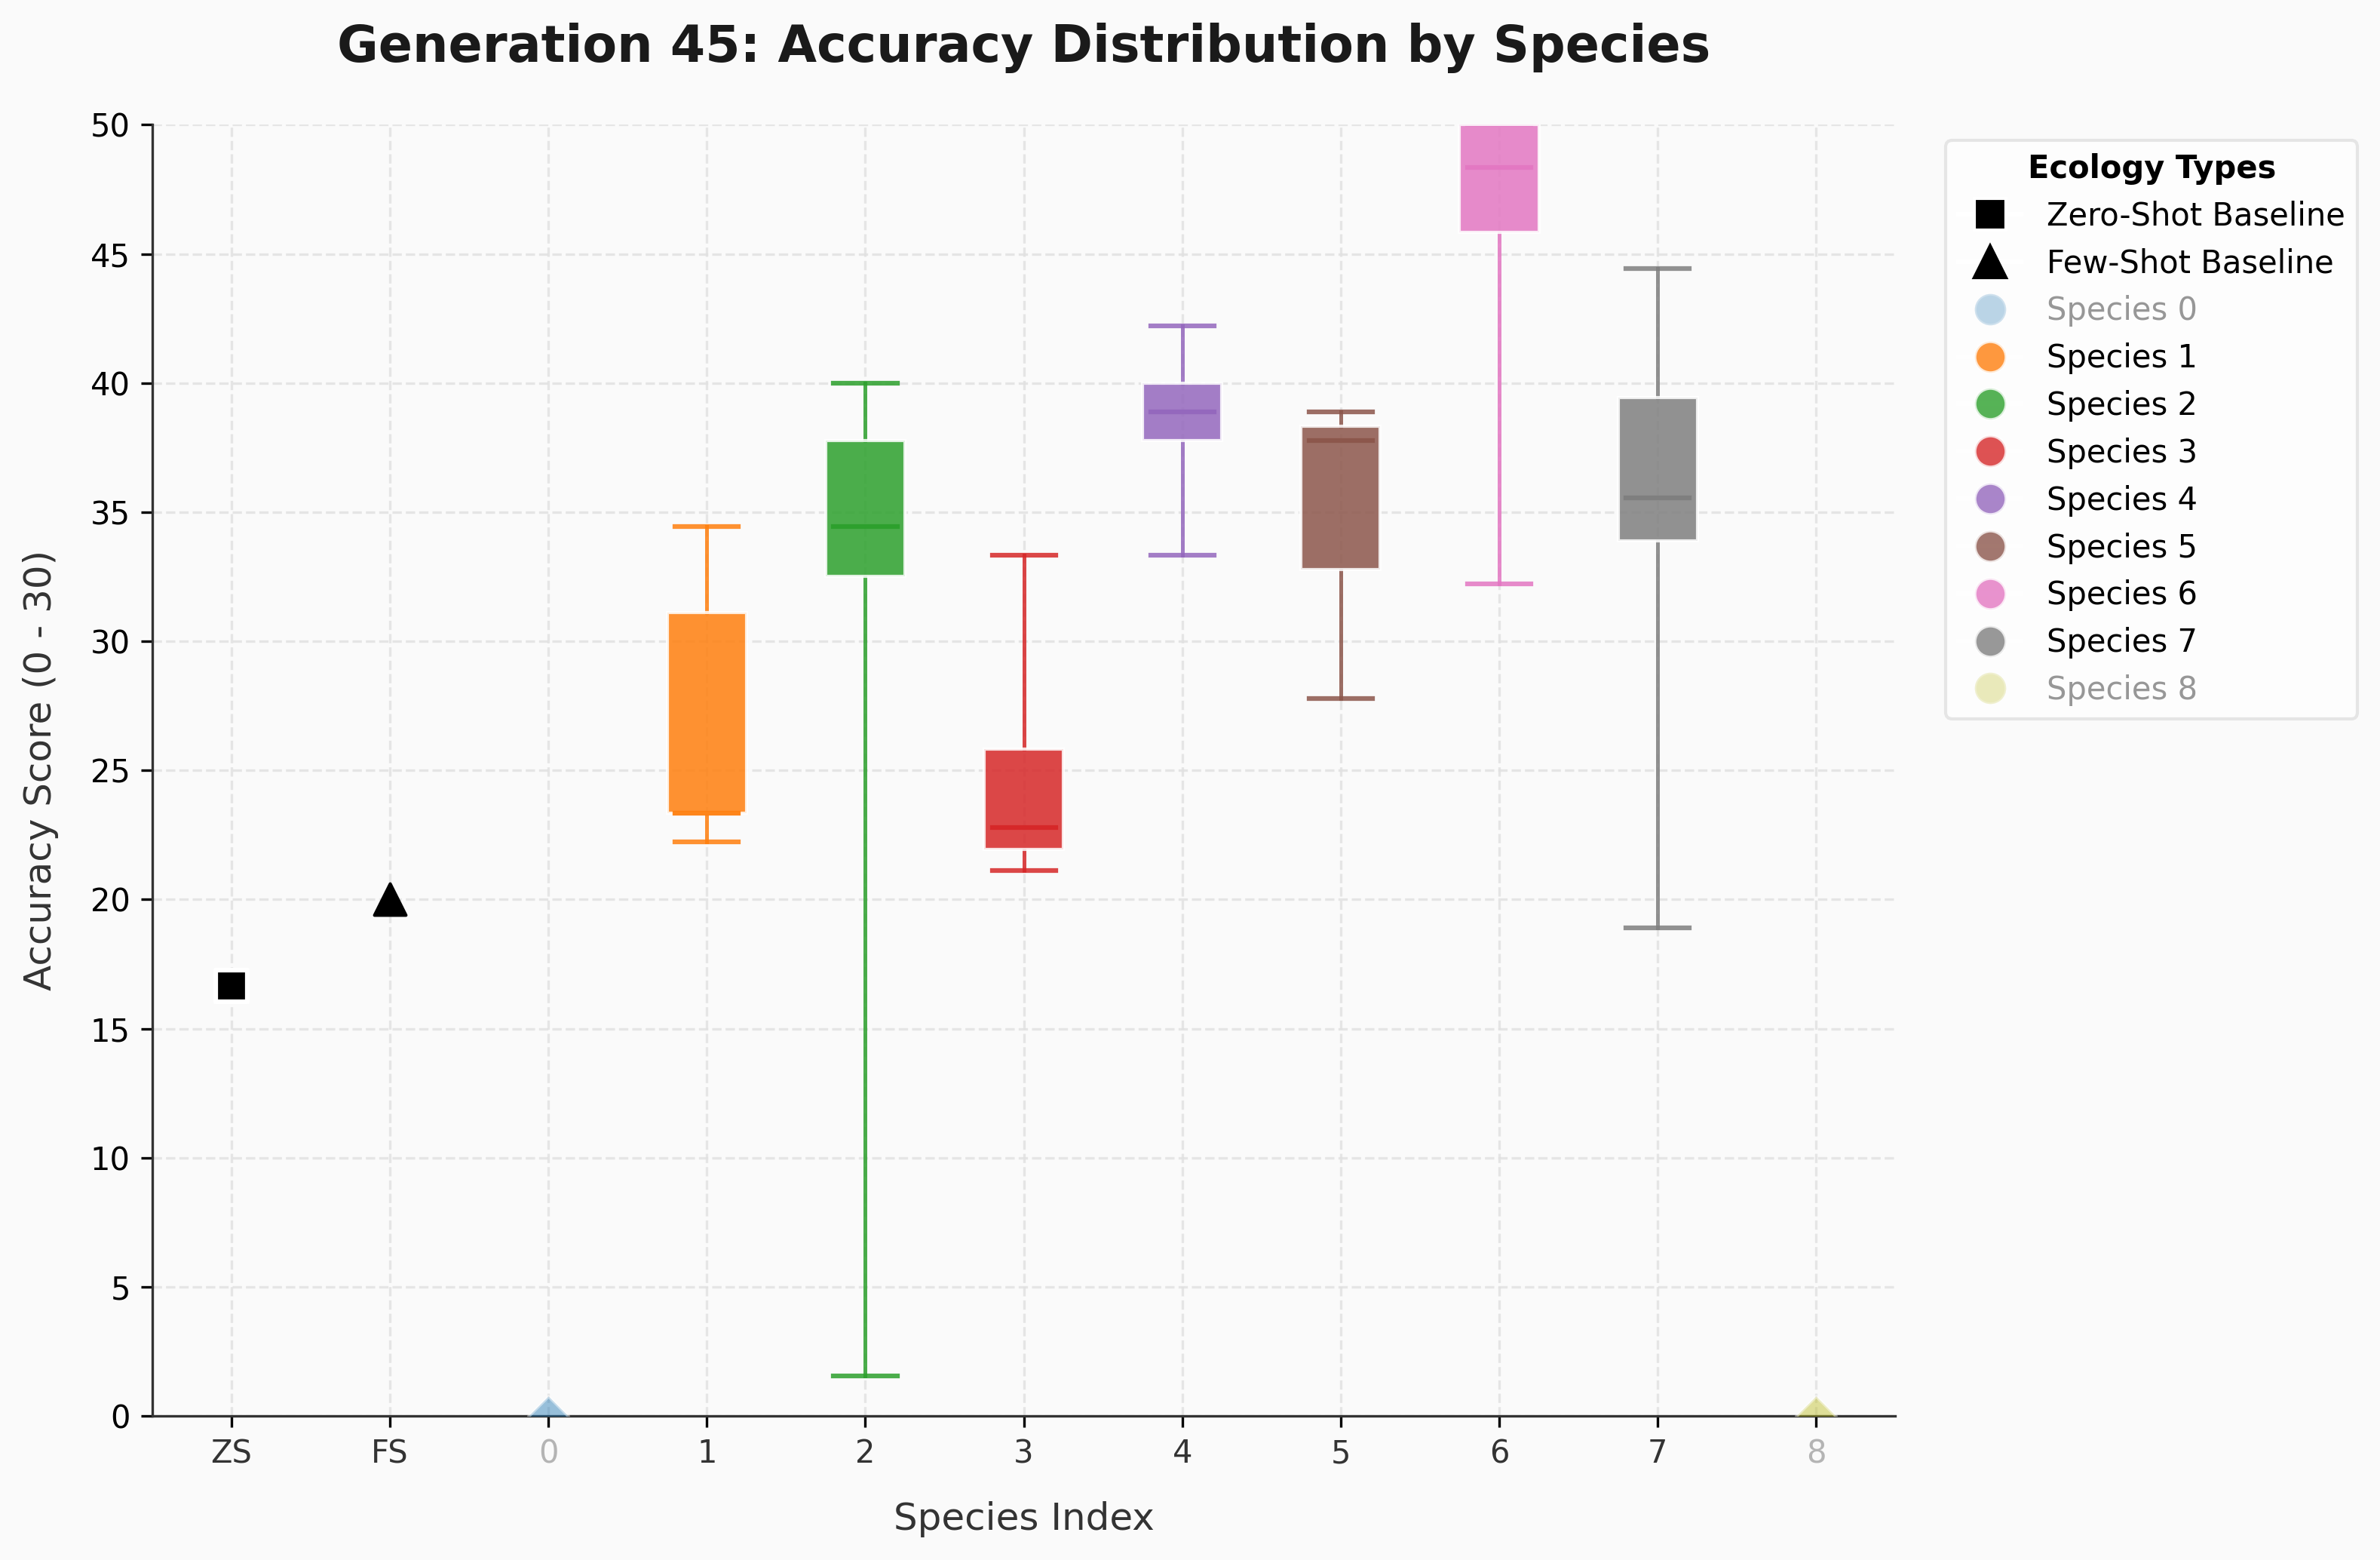 Generation 45: Accuracy Distribution by Species
50
45
40
35
30
25
20
15
10
5
0
Accuracy Score (0 - 30)
ZS FS 0 1 2 3 4 5 6 7 8
Species Index
Ecology Types
Zero-Shot Baseline
Few-Shot Baseline
Species 0
Species 1
Species 2
Species 3
Species 4
Species 5
Species 6
Species 7
Species 8